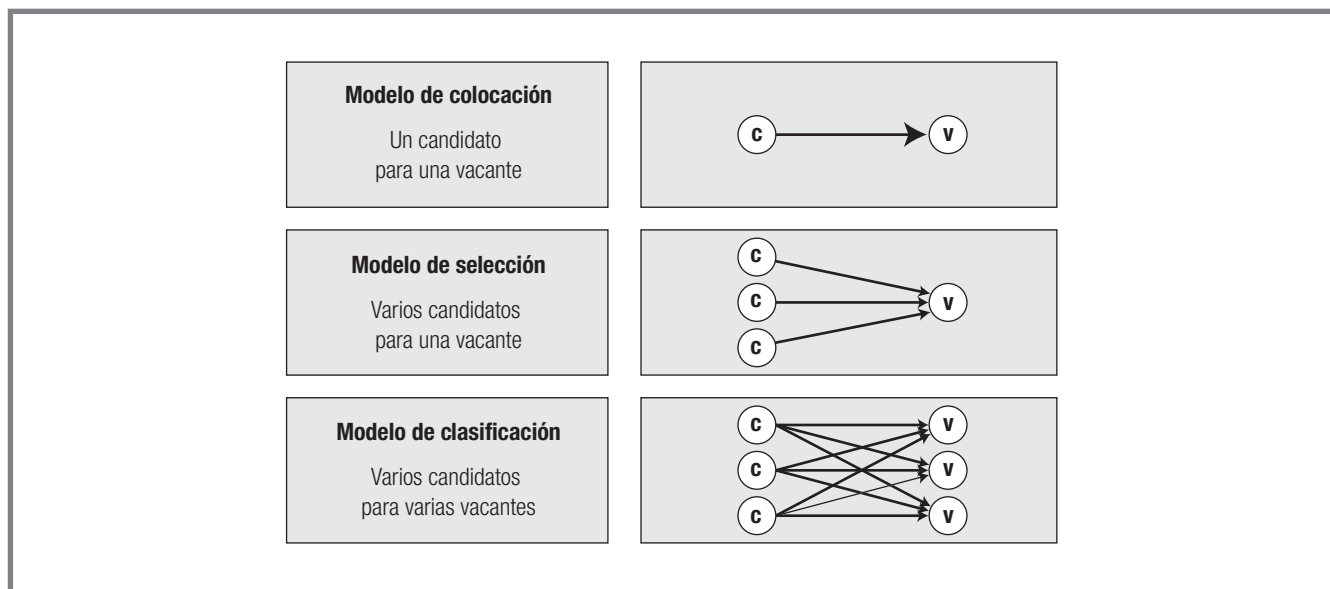 Modelo de colocación
Un candidato
para una vacante
C
V
Modelo de selección
Varios candidatos
para una vacante
C
C
C
V
Modelo de clasificación
Varios candidatos
para varias vacantes
C
V
C
V
C
V